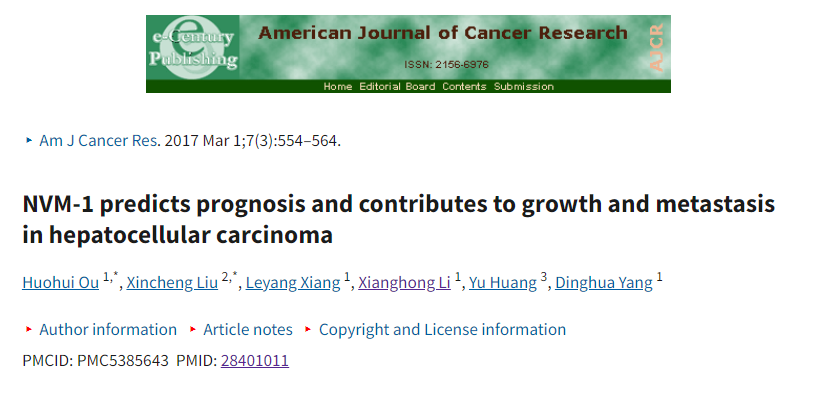 e-Century
Publishing
American Journal of Cancer Research
ISSN: 2156-6976
AJCR
Home Editorial Board Contents Submission
Am J Cancer Res. 2017 Mar 1;7(3):554–564.
NVM-1 predicts prognosis and contributes to growth and metastasis
in hepatocellular carcinoma
Huohui Ou 1,*, Xincheng Liu 2,*, Leyang Xiang 1, Xianghong Li 1, Yu Huang 3, Dinghua Yang 1
Author information Article notes Copyright and License information
PMCID: PMC5385643 PMID: 28401011